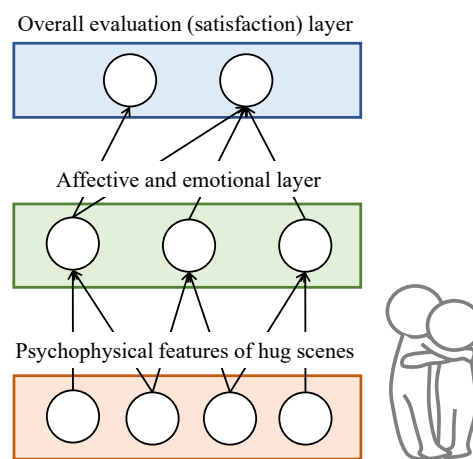 Overall evaluation (satisfaction) layer
Affective and emotional layer
Psychophysical features of hug scenes